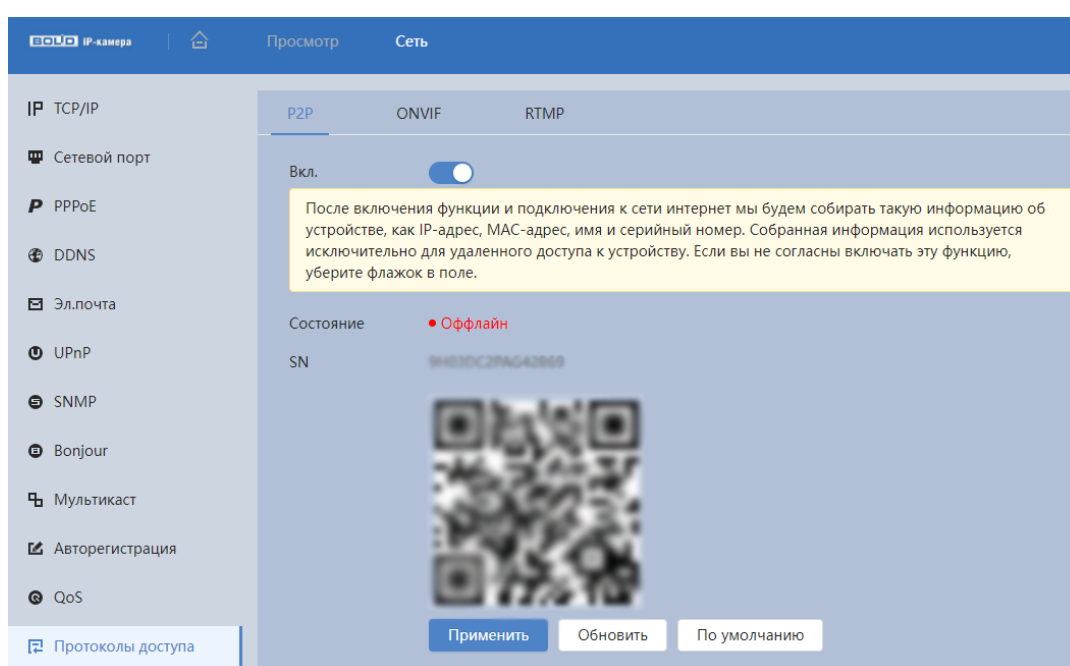 BOLID IP-камера Просмотр Сеть
IP TCP/IP
Сетевой порт
PPPoE
DDNS
Эл.почта
UPnP
SNMP
Bonjour
Мультикаст
Авторегистрация
QoS
Протоколы доступа
P2P ONVIF RTMP
Вкл.
После включения функции и подключения к сети интернет мы будем собирать такую информацию об
устройстве, как IP-адрес, MAC-адрес, имя и серийный номер. Собранная информация используется
исключительно для удаленного доступа к устройству. Если вы не согласны включать эту функцию,
уберите флажок в поле.
Состояние Оффлайн
SN
Применить Обновить По умолчанию